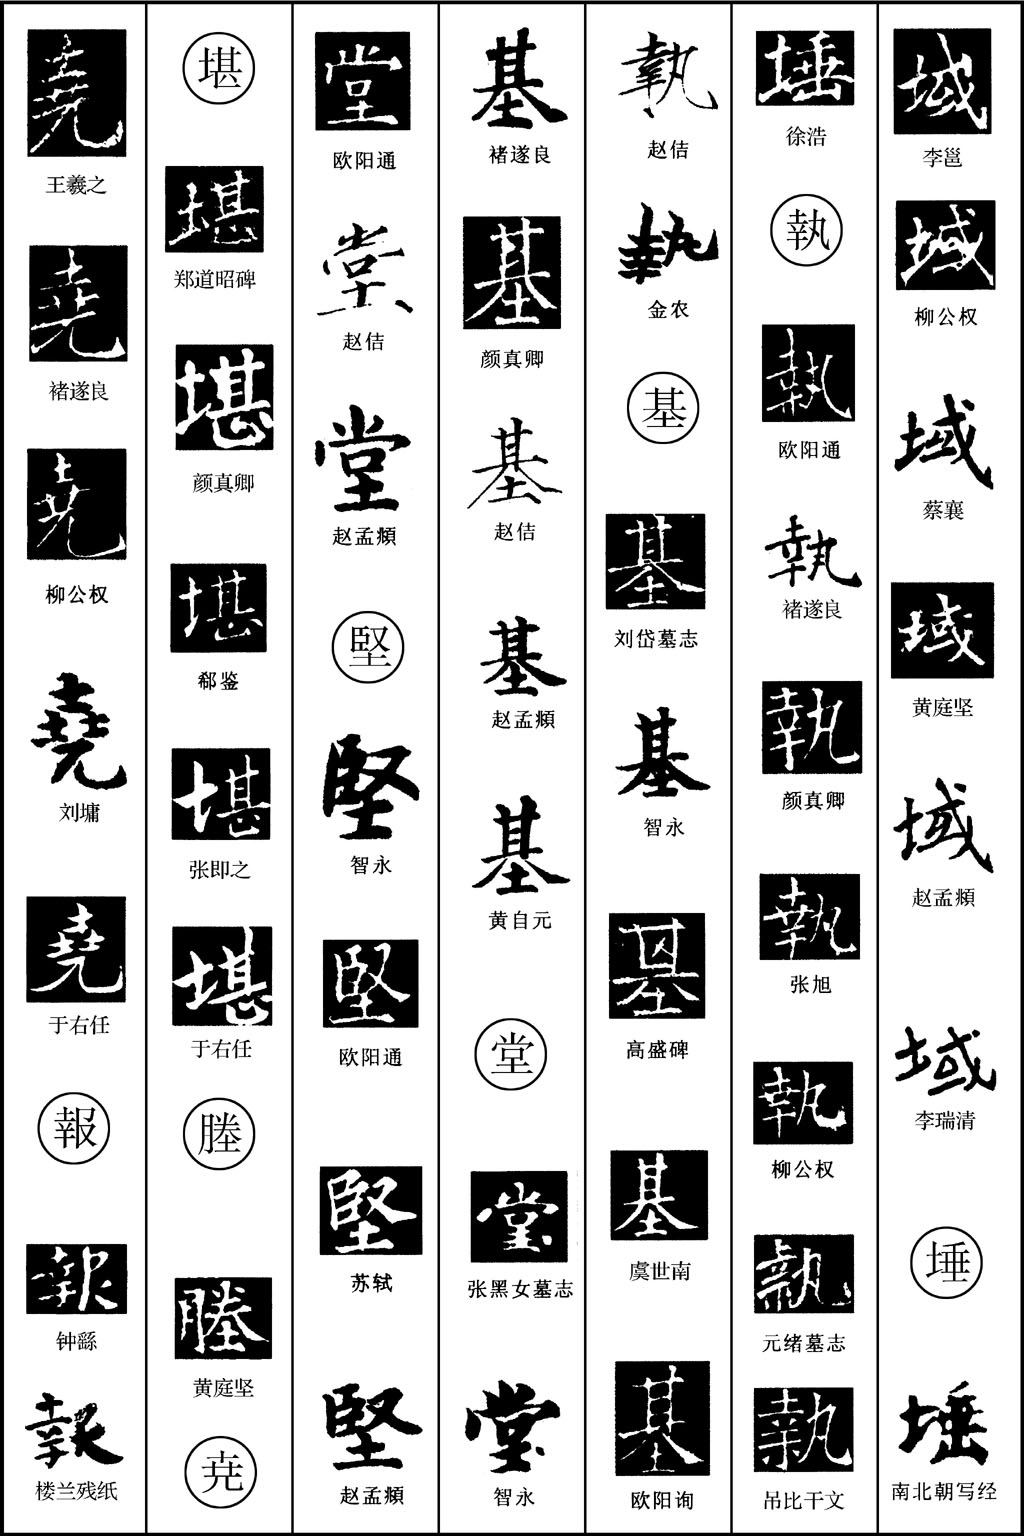 域
李邕
域
柳公权
域
蔡襄
域
黄庭坚
域
赵孟頫
域
李瑞清
埵
埵
南北朝写经
埵
徐浩
執
執
欧阳通
執
褚遂良
執
颜真卿
執
张旭
執
柳公权
執
元绪墓志
執
吊比干文
執
赵佶
執
金农
基
基
刘岱墓志
基
智永
基
高盛碑
基
虞世南
基
欧阳询
基
褚遂良
基
颜真卿
基
赵佶
基
赵孟頫
基
黄自元
堂
堂
张黑女墓志
堂
智永
堂
欧阳通
堂
赵佶
堂
赵孟頫
堅
堅
智永
堅
欧阳通
堅
苏轼
堅
赵孟頫
堪
堪
郑道昭碑
堪
颜真卿
堪
郗鉴
堪
张即之
堪
于右任
塍
塍
黄庭坚
尭
堯
王羲之
堯
褚遂良
堯
柳公权
堯
刘墉
堯
于右任
報
報
钟繇
報
楼兰残纸